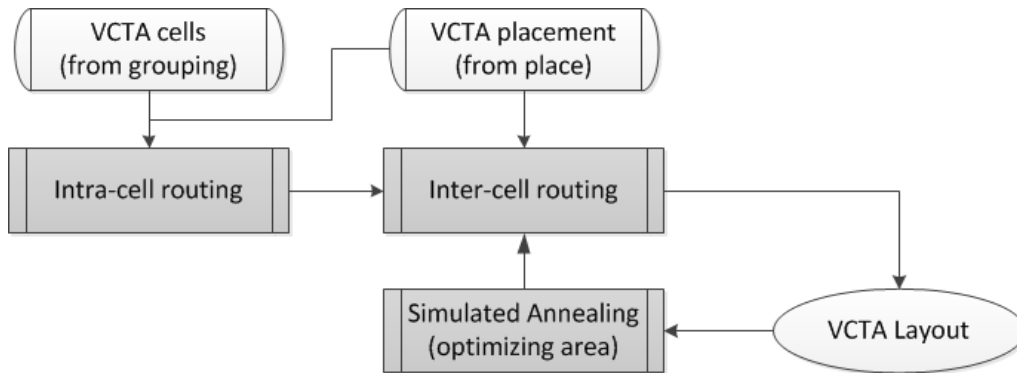 VCTA cells
(from grouping)
VCTA placement
(from place)
Intra-cell routing
Inter-cell routing
Simulated Annealing
(optimizing area)
VCTA Layout